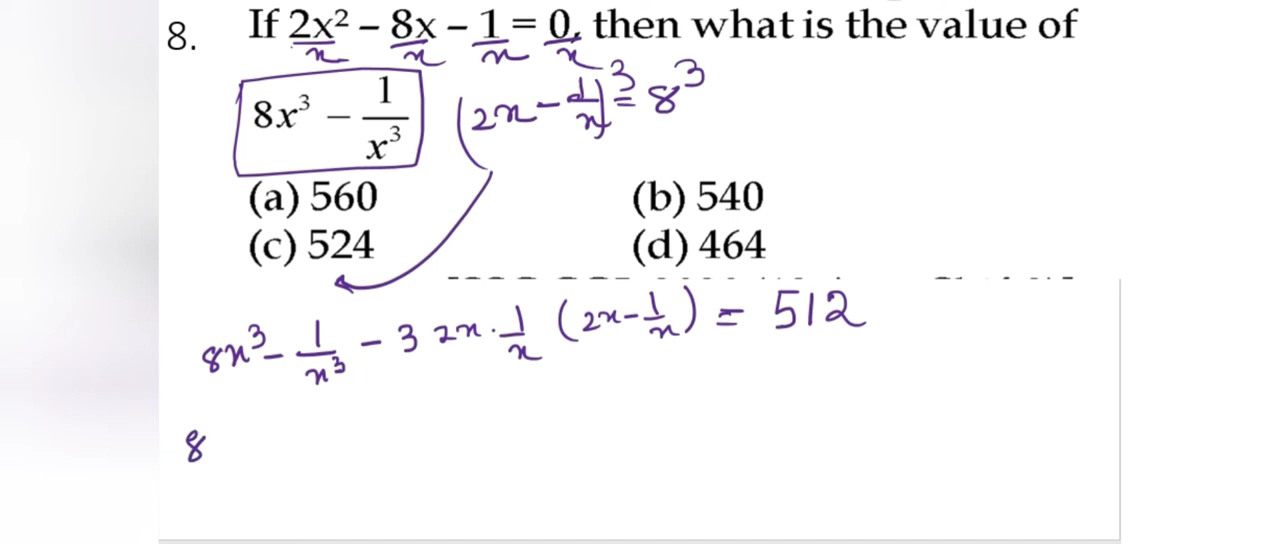 8. If 2x² – 8x – 1 = 0, then what is the value of
x x x x
8x³ – 1/x³ (2x – 1/x)³ = 8³
(a) 560 (b) 540
(c) 524 (d) 464
8x³ – 1/x³ – 3 2x · 1/x (2x – 1/x) = 512
8